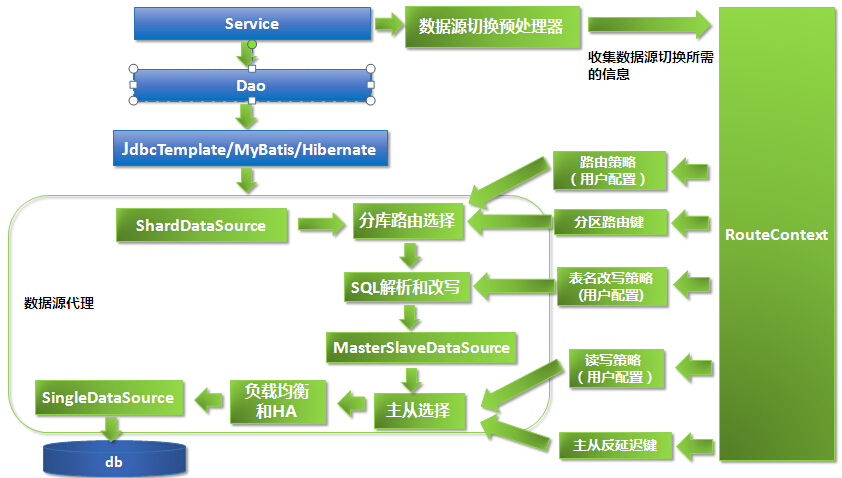 Service
数据源切换预处理器
收集数据源切换所需
的信息
Dao
JdbcTemplate/MyBatis/Hibernate
路由策略
（用户配置）
ShardDataSource
分库路由选择
分区路由键
RouteContext
SQL解析和改写
表名改写策略
(用户配置)
数据源代理
MasterSlaveDataSource
读写策略
（用户配置）
SingleDataSource
负载均衡
和HA
主从选择
主从反延迟键
db